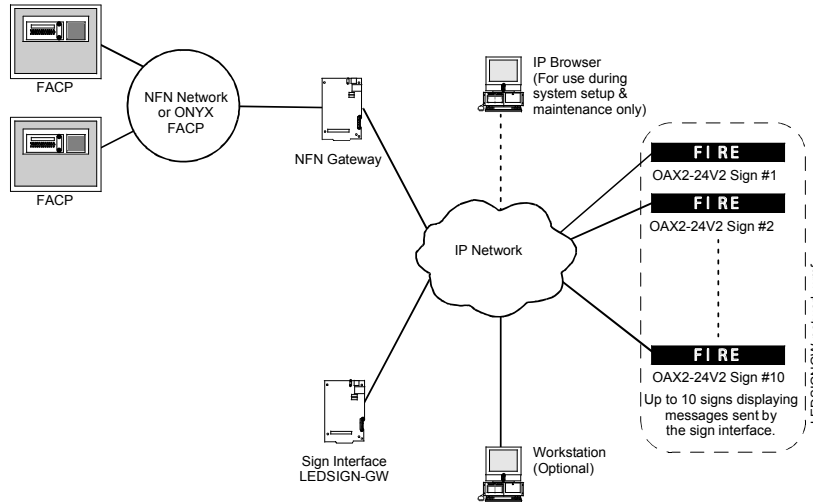 FACP
FACP
NFN Network
or ONYX
FACP
NFN Gateway
IP Browser
(For use during
system setup &
maintenance only)
IP Network
FIRE
OAX2-24V2 Sign #1
FIRE
OAX2-24V2 Sign #2
FIRE
OAX2-24V2 Sign #10
Up to 10 signs displaying
messages sent by
the sign interface.
Sign Interface
LEDSIGN-GW
Workstation
(Optional)